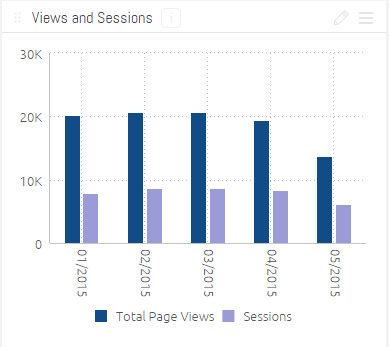 Views and Sessions i
30K
20K
10K
0
01/2015
02/2015
03/2015
04/2015
05/2015
Total Page Views Sessions